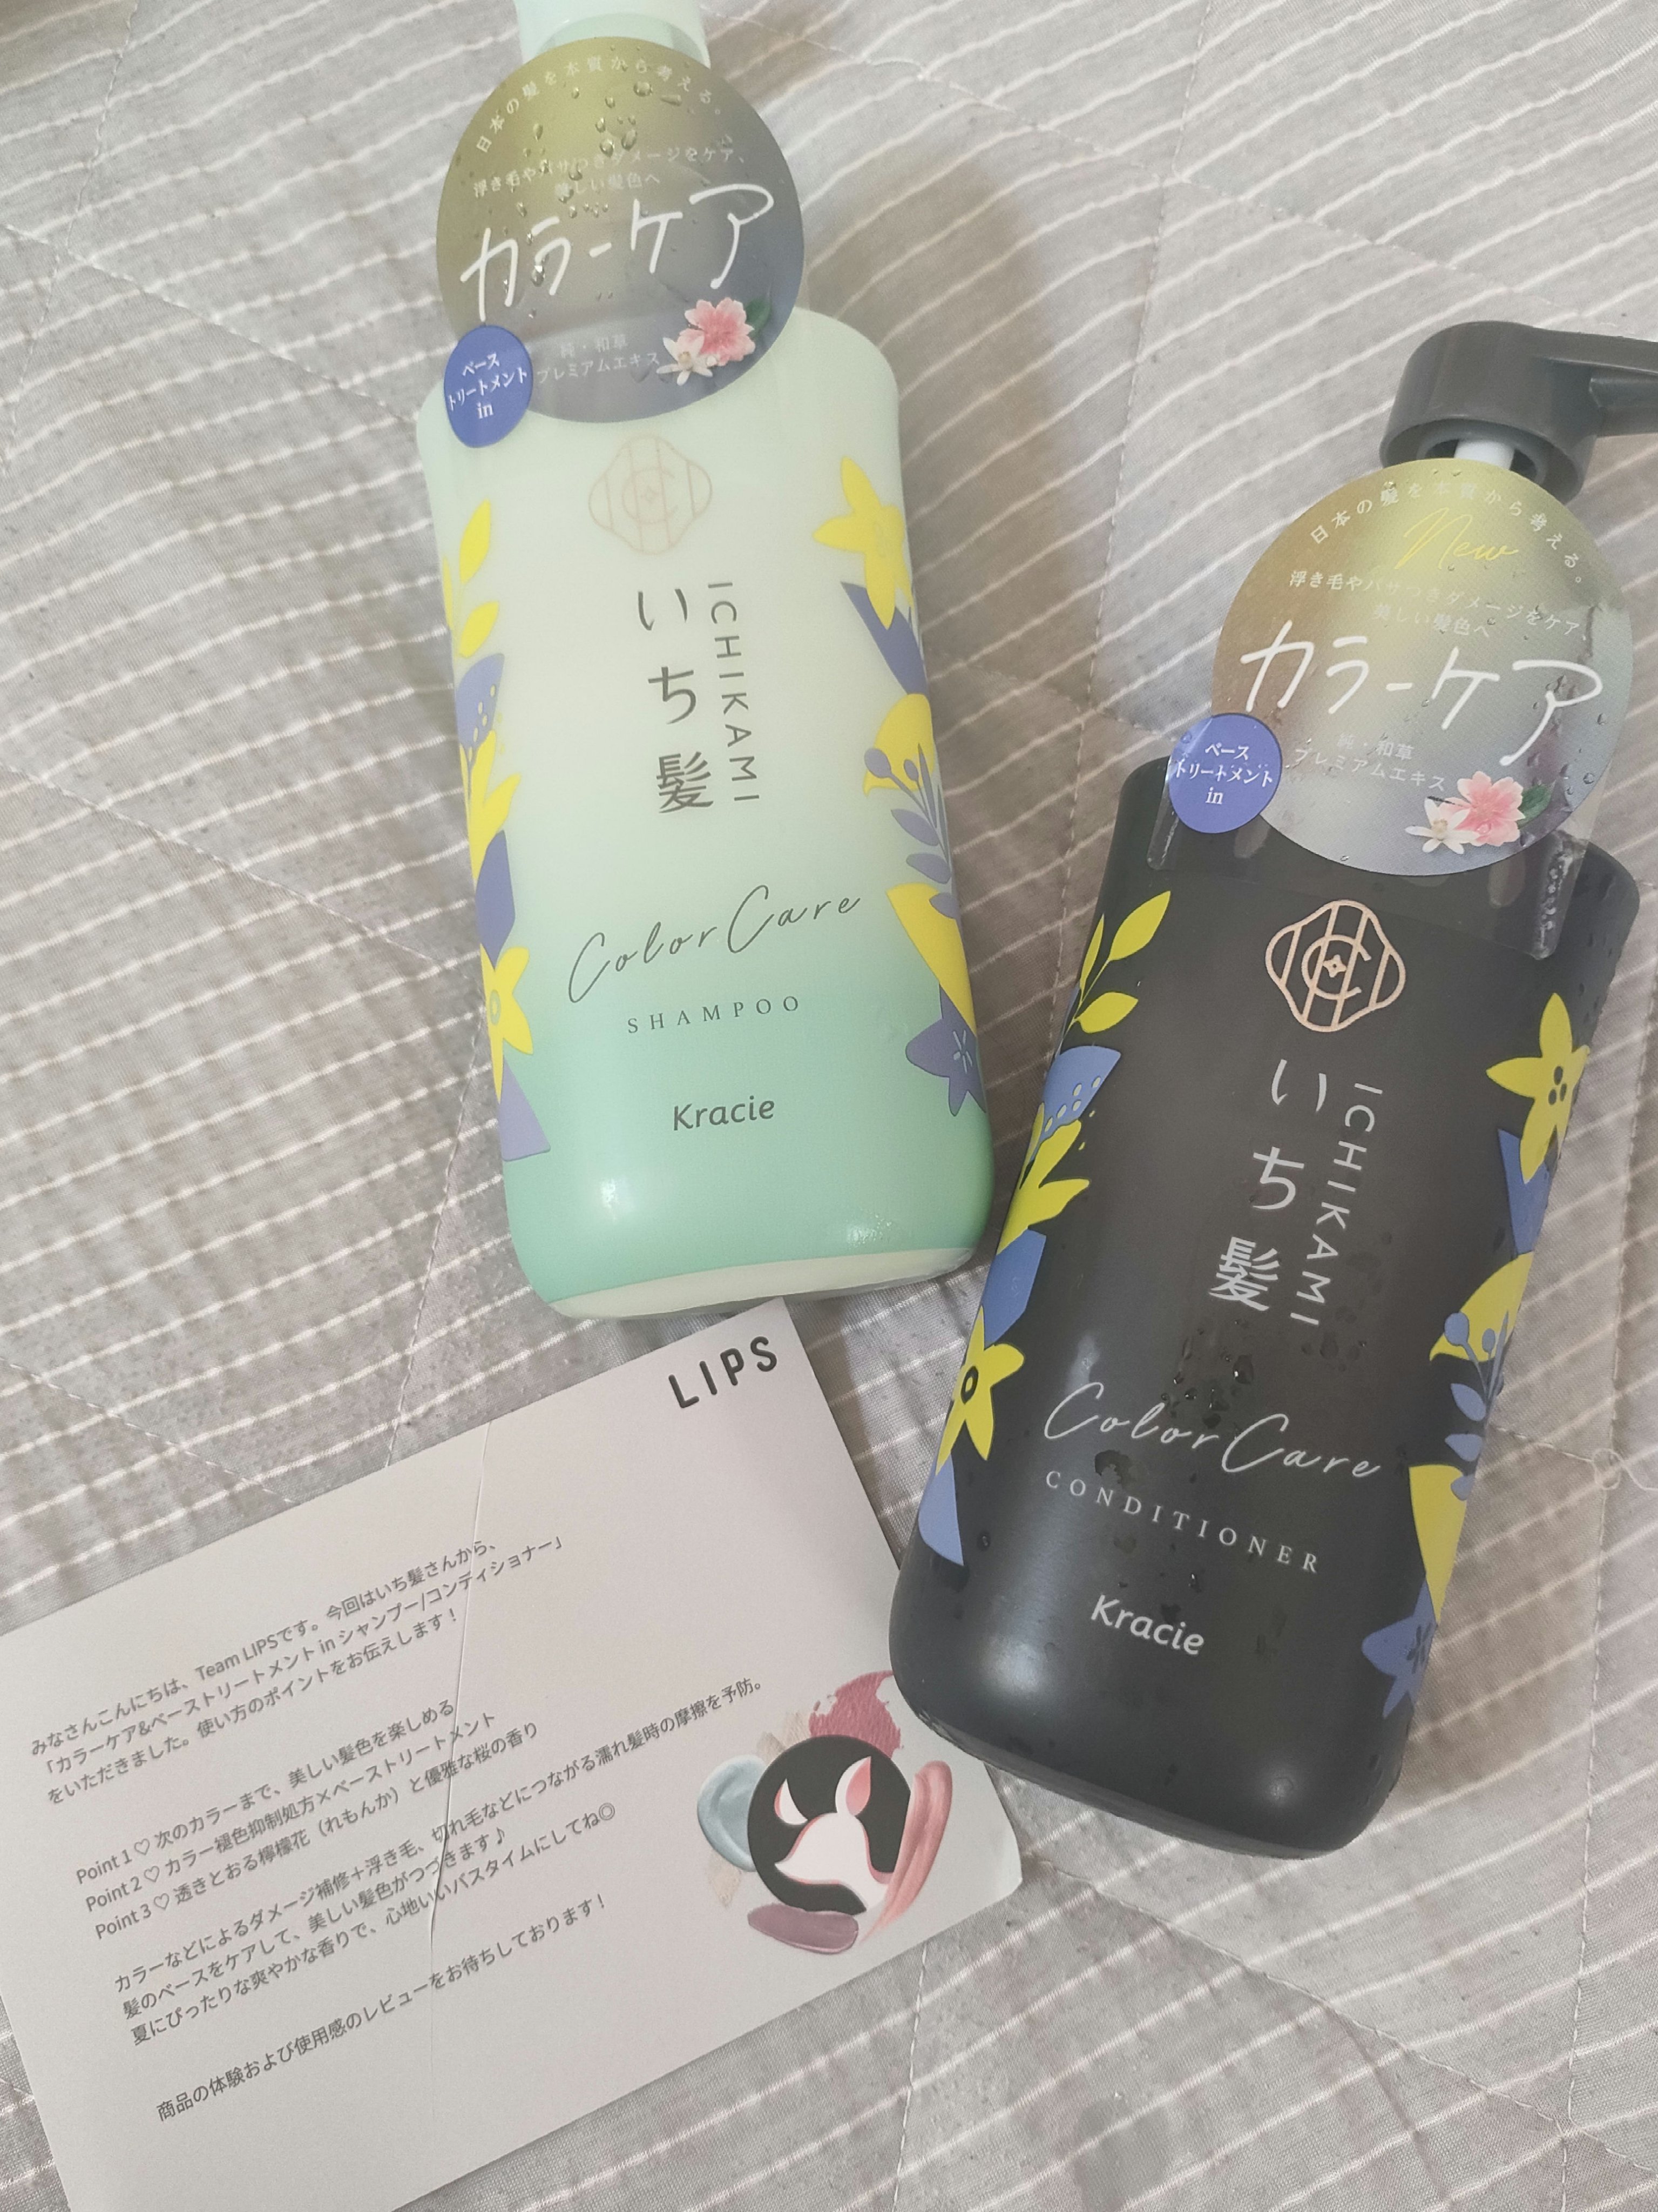 日本の髪を本質から考える。
浮き毛やパサつきダメージをケア、
美しい髪色へ
カラーケア
純・和草
プレミアムエキス
ベース
トリートメント
in
いち髪
ICHIKAMI
Color Care
SHAMPOO
Kracie
日本の髪を本質から考える。
New
浮き毛やパサつきダメージをケア、
美しい髪色へ
カラーケア
純・和草
プレミアムエキス
ベース
トリートメント
in
いち髪
ICHIKAMI
Color Care
CONDITIONER
Kracie
LIPS
みなさんこんにちは、Team LIPSです。今回はいち髪さんから、
「カラーケア&ベーストリートメント in シャンプー/コンディショナー」
をいただきました。使い方のポイントをお伝えします！
Point 1 ♡ 次のカラーまで、美しい髪色を楽しめる
Point 2 ♡ カラー褪色抑制処方×ベーストリートメント
Point 3 ♡ 透きとおる檸檬花（れもんか）と優雅な桜の香り
カラーなどによるダメージ補修＋浮き毛、切れ毛などにつながる濡れ髪時の摩擦を予防。
髪のベースをケアして、美しい髪色がつづきます♪
夏にぴったりな爽やかな香りで、心地いいバスタイムにしてね◎
商品の体験および使用感のレビューをお待ちしております！